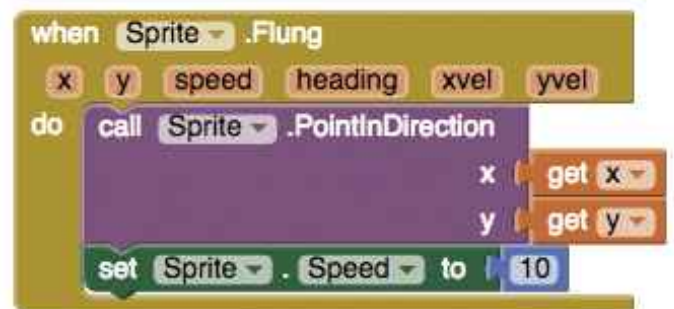 when Sprite .Flung
x y speed heading xvel yvel
do call Sprite .PointInDirection
x get x
y get y
set Sprite . Speed to 10